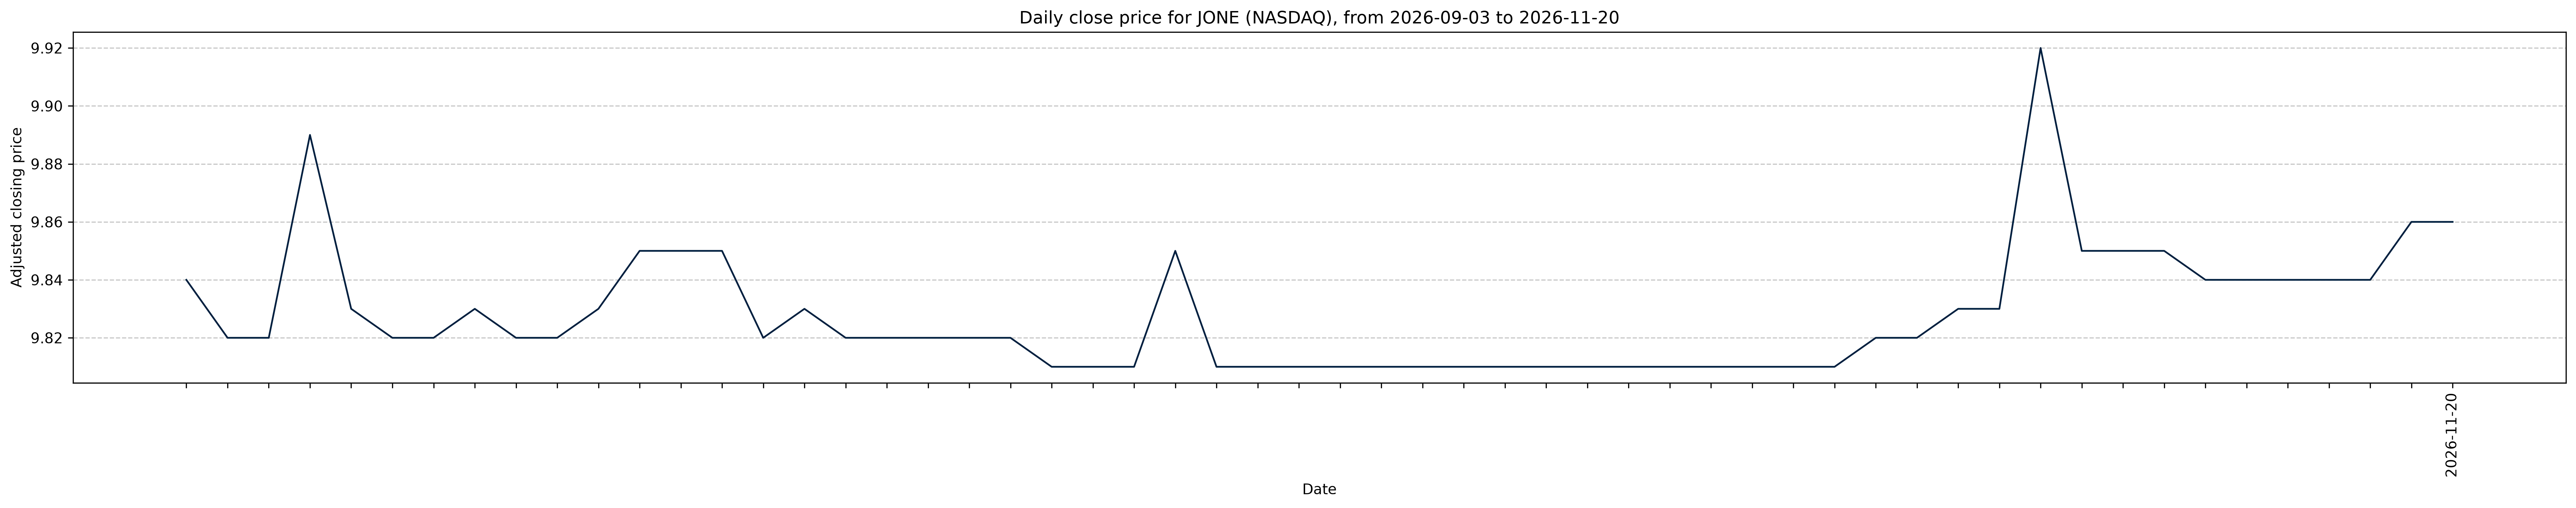 Daily close price for JONE (NASDAQ), from 2026-09-03 to 2026-11-20
9.92
9.90
9.88
9.86
9.84
9.82
Adjusted closing price
2026-11-20
Date